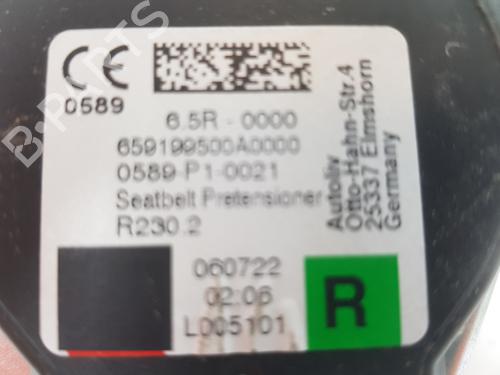 CE
0589
6.5R - 0000
659199500A0000
0589-P1-0021
Seatbelt Pretensioner
R230.2
Autoliv
Otto-Hahn-Str.4
25337 Elmshorn
Germany
060722
02:06
L005101
R
B-PARTS